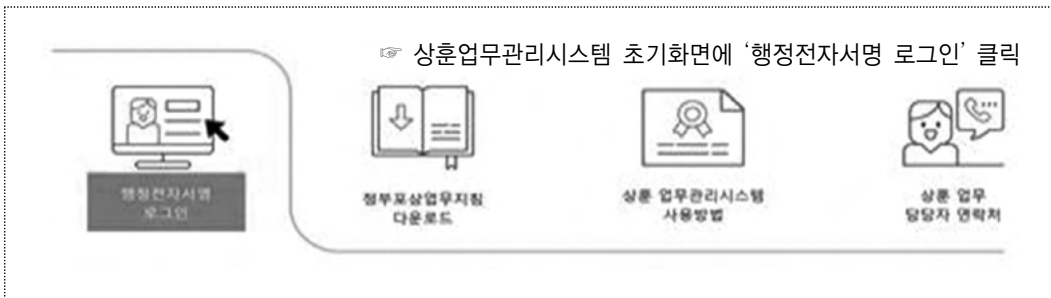 ☞ 상훈업무관리시스템 초기화면에 ‘행정전자서명 로그인’ 클릭
행정전자서명
로그인
정부포상업무지침
다운로드
상훈 업무관리시스템
사용방법
상훈 업무
담당자 연락처